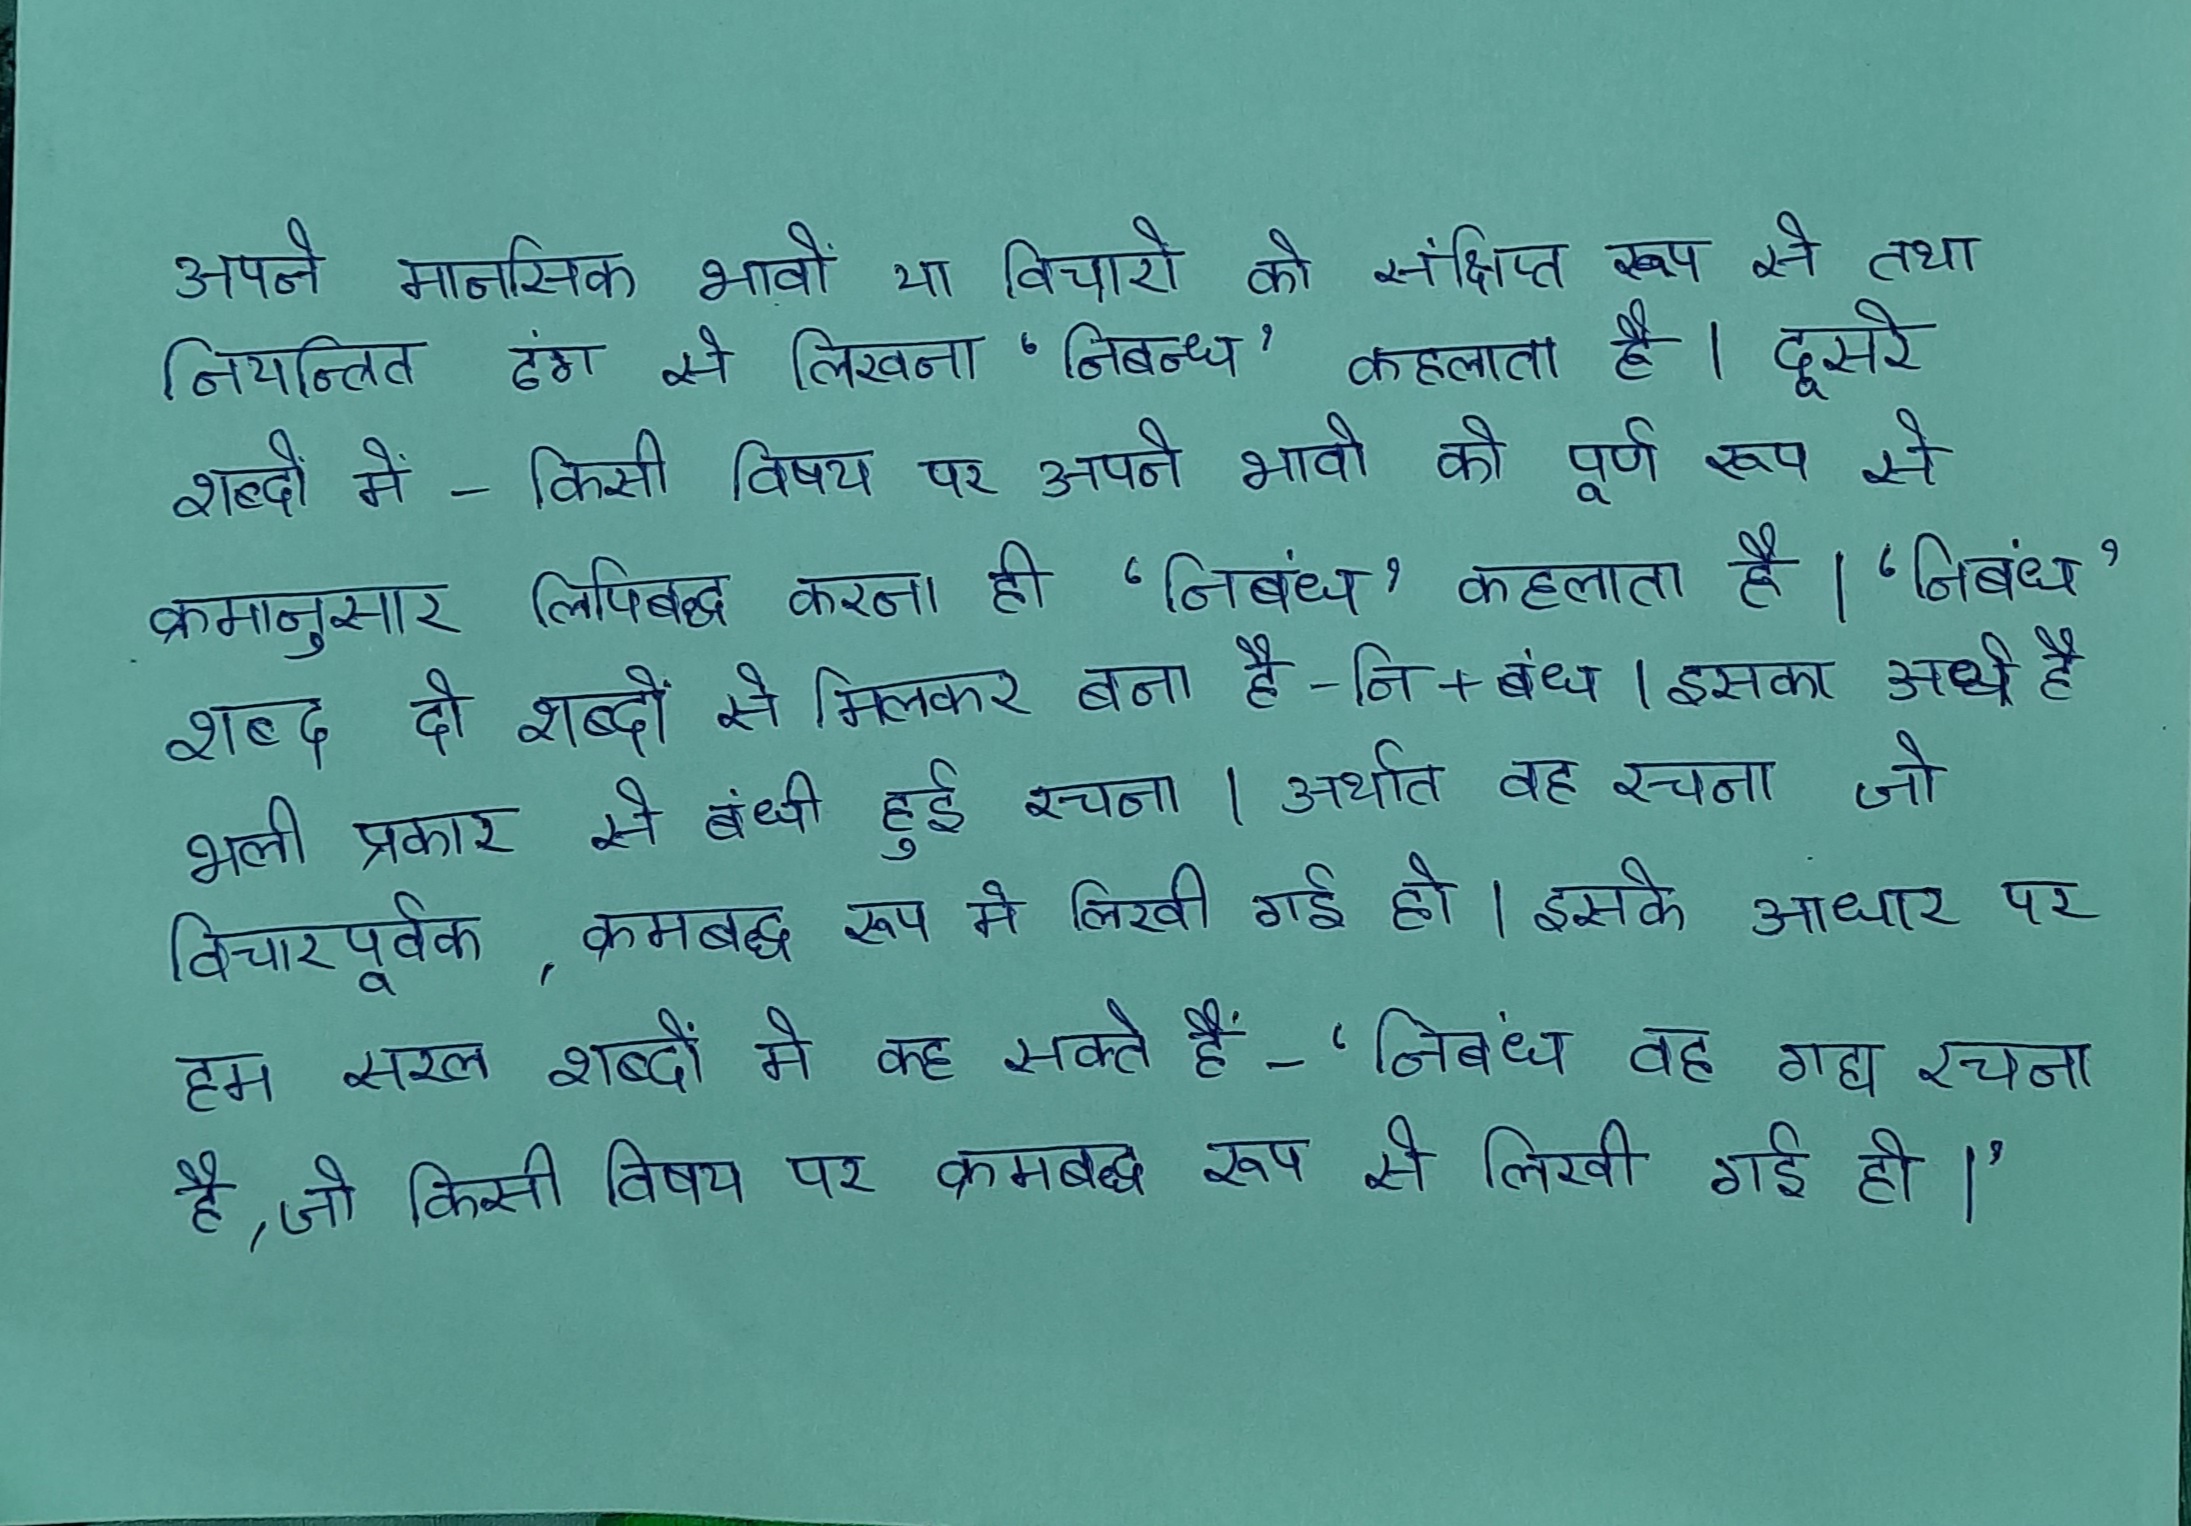 अपने मानसिक भावों या विचारो को संक्षिप्त रूप से तथा
नियन्त्रित ढंग से लिखना ‘निबन्ध’ कहलाता है । दूसरे
शब्दों में – किसी विषय पर अपने भावो को पूर्ण रूप से
क्रमानुसार लिपिबद्ध करना ही ‘निबंध’ कहलाता है । ‘निबंध’
शब्द दो शब्दों से मिलकर बना है – नि + बंध । इसका अर्थ है
भली प्रकार से बंधी हुई रचना । अर्थात वह रचना जो
विचारपूर्वक , क्रमबद्ध रूप मे लिखी गई हो । इसके आधार पर
हम सरल शब्दों मे कह सकते हैं – ‘निबंध वह गद्य रचना
है, जो किसी विषय पर क्रमबद्ध रूप से लिखी गई हो ।’